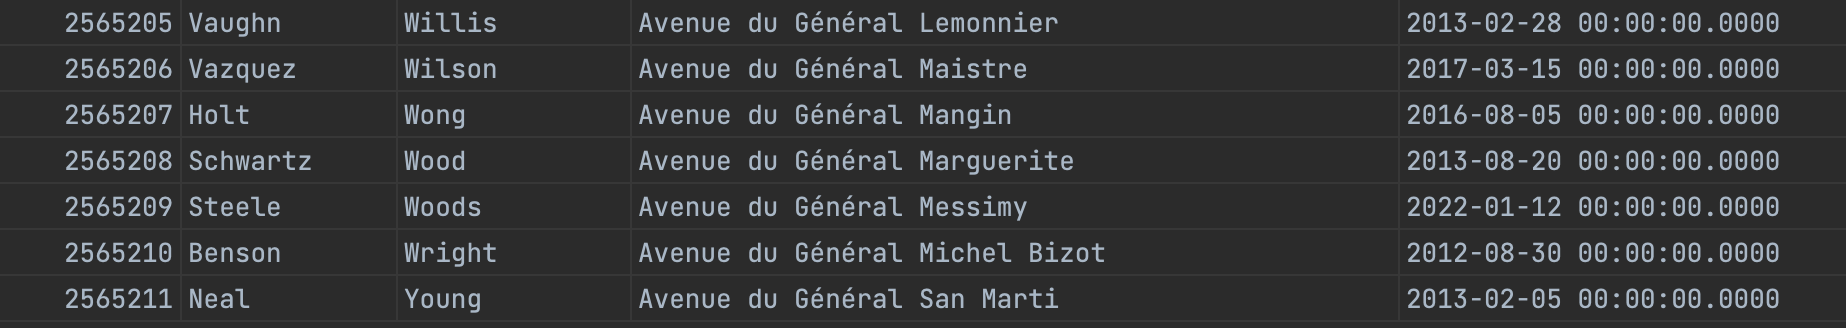 2565205 Vaughn Willis Avenue du Général Lemonnier 2013-02-28 00:00:00.0000
2565206 Vazquez Wilson Avenue du Général Maistre 2017-03-15 00:00:00.0000
2565207 Holt Wong Avenue du Général Mangin 2016-08-05 00:00:00.0000
2565208 Schwartz Wood Avenue du Général Marguerite 2013-08-20 00:00:00.0000
2565209 Steele Woods Avenue du Général Messimy 2022-01-12 00:00:00.0000
2565210 Benson Wright Avenue du Général Michel Bizot 2012-08-30 00:00:00.0000
2565211 Neal Young Avenue du Général San Marti 2013-02-05 00:00:00.0000